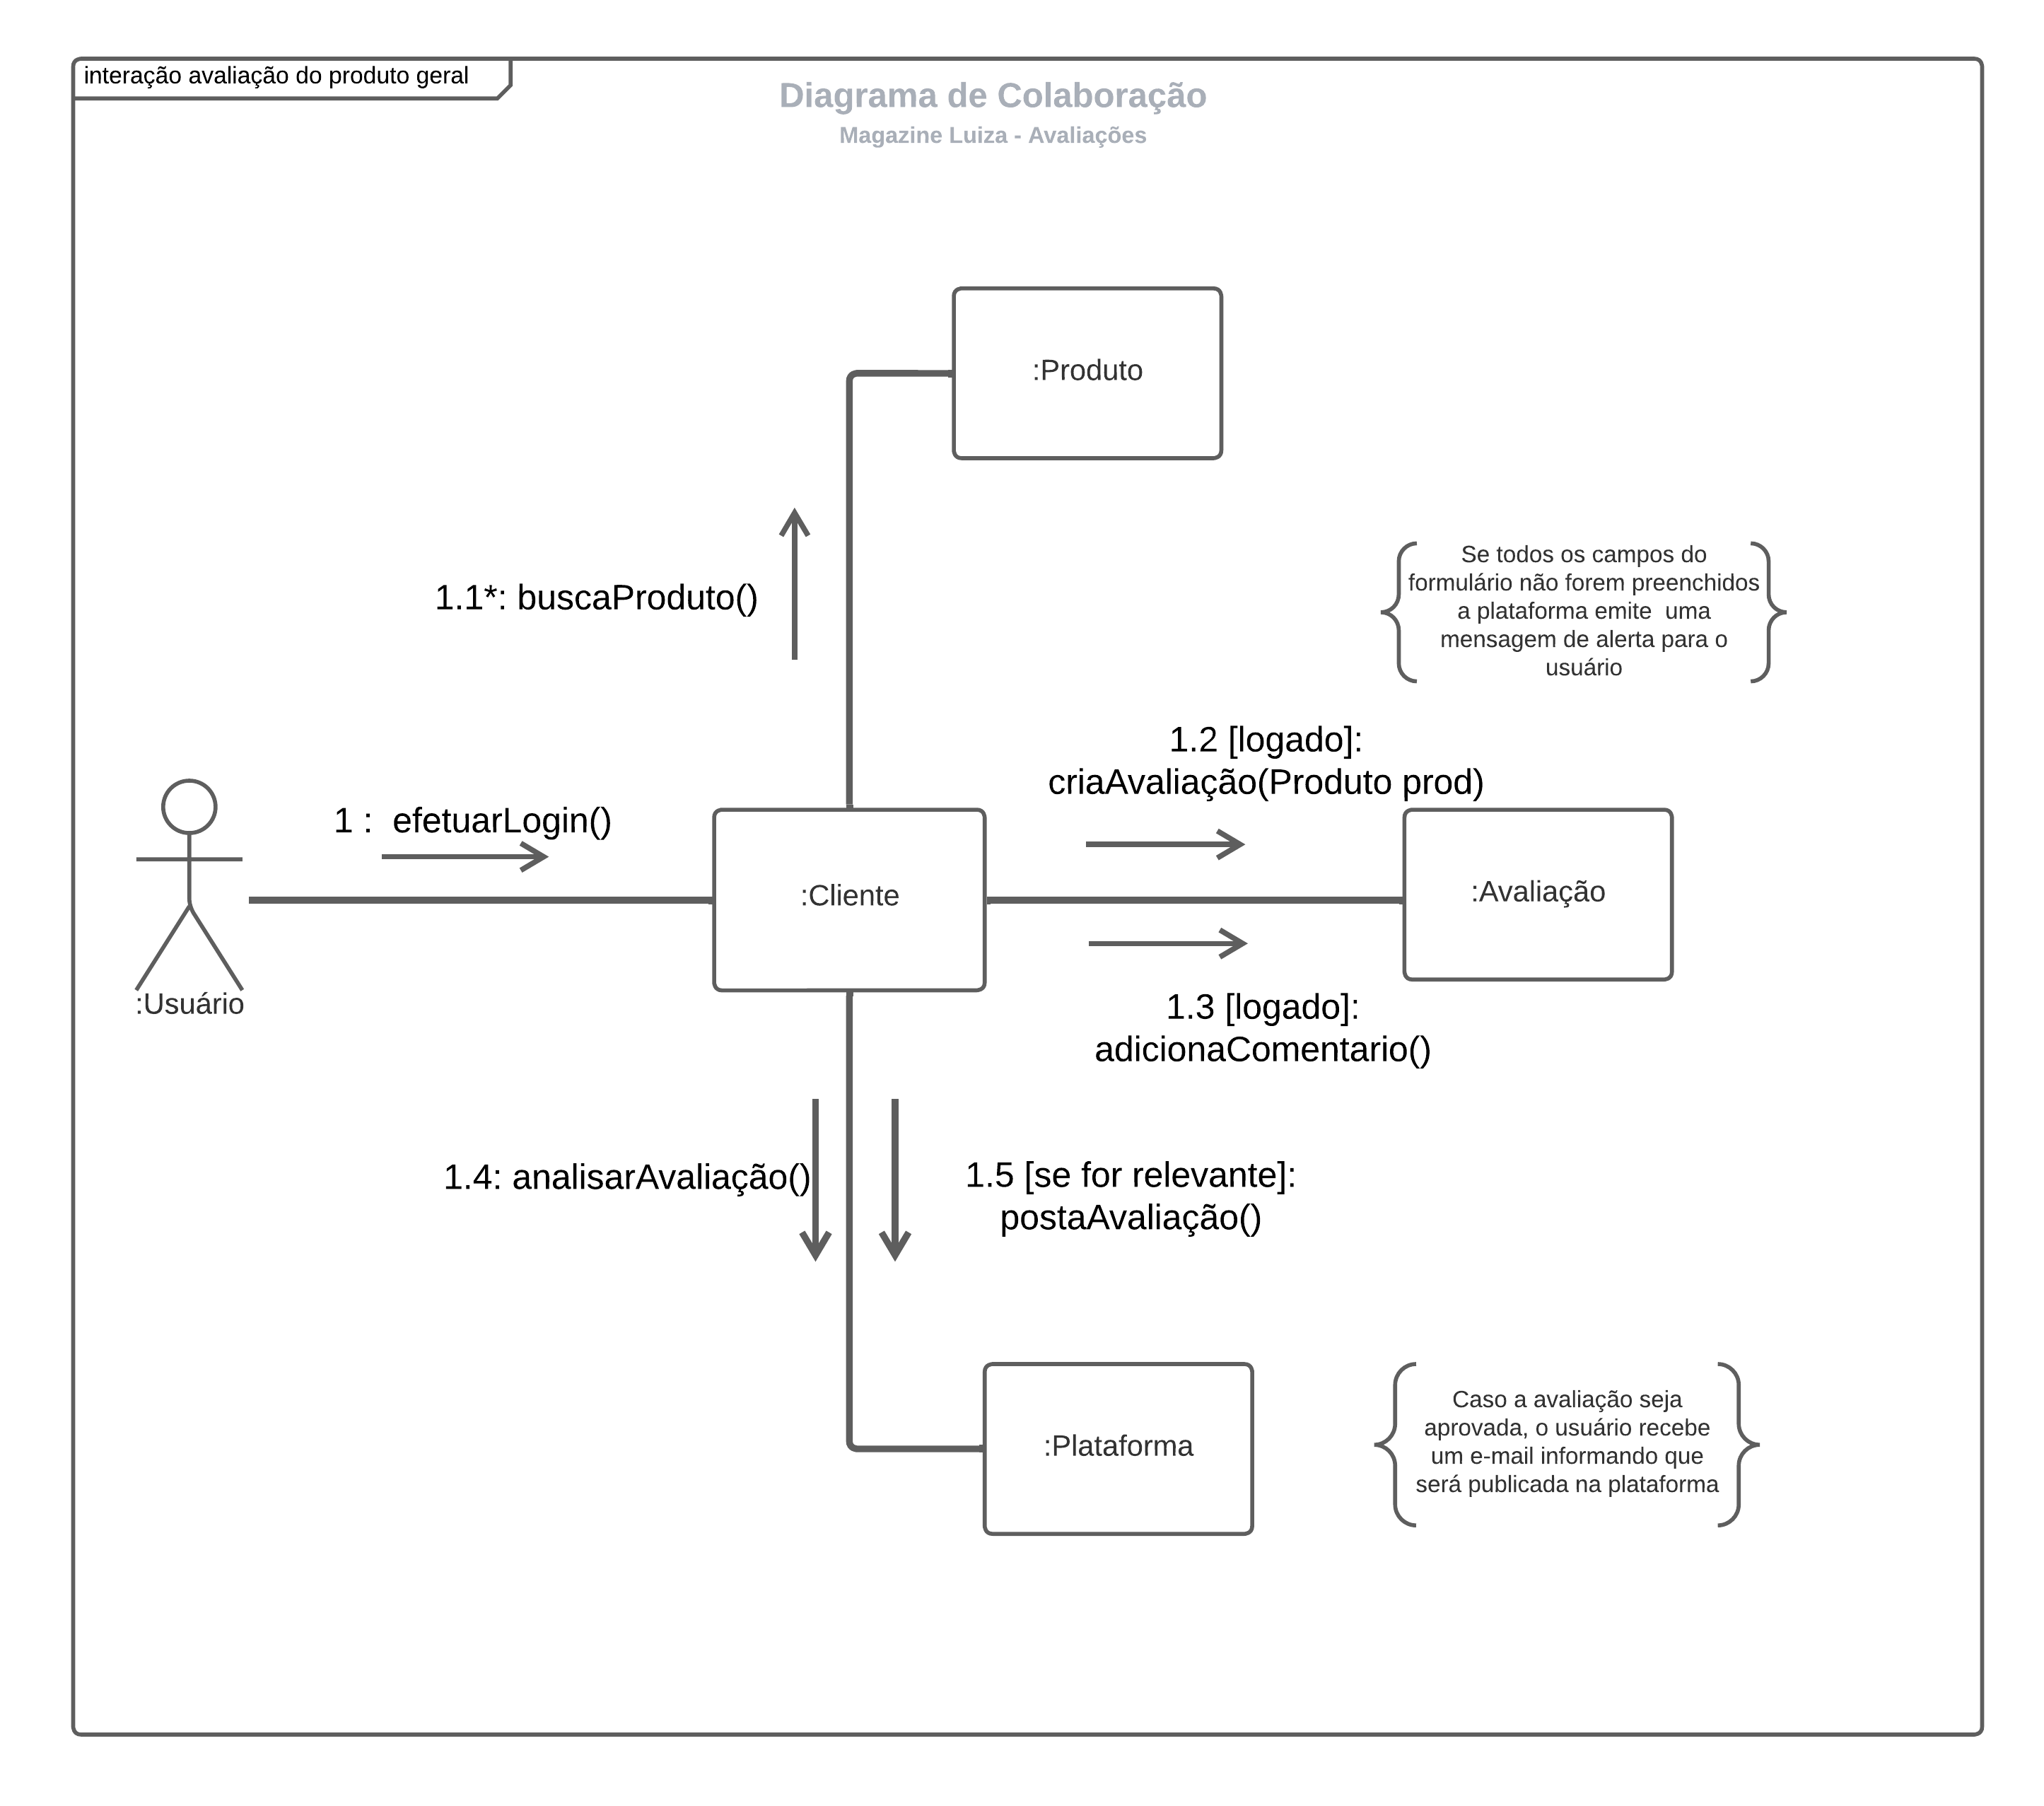 interação avaliação do produto geral
Diagrama de Colaboração
Magazine Luiza - Avaliações
:Produto
1.1*: buscaProduto()
Se todos os campos do
formulário não forem preenchidos
a plataforma emite  uma
mensagem de alerta para o
usuário
1.2 [logado]:
criaAvaliação(Produto prod)
1 :  efetuarLogin()
:Cliente
:Avaliação
:Usuário
1.3 [logado]:
adicionaComentario()
1.4: analisarAvaliação()
1.5 [se for relevante]:
postaAvaliação()
:Plataforma
Caso a avaliação seja
aprovada, o usuário recebe
um e-mail informando que
será publicada na plataforma